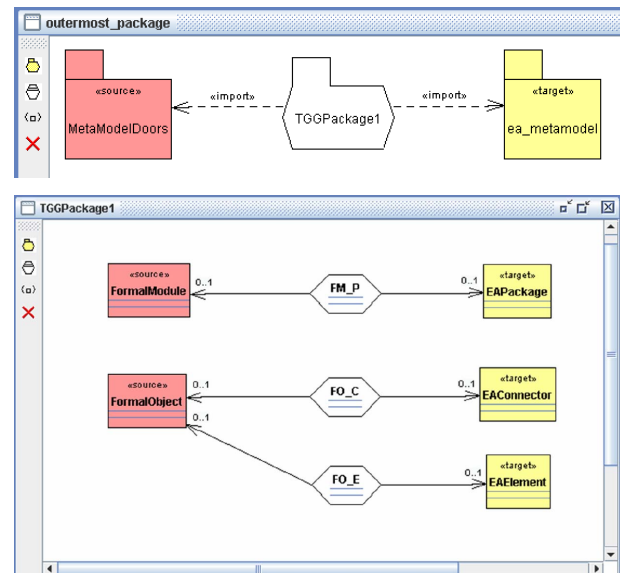 outermost_package
«source»
MetaModelDoors
«import»
TGGPackage1
«import»
«target»
ea_metamodel
TGGPackage1
«source»
FormalModule
0..1
FM_P
0..1
«target»
EAPackage
«source»
FormalObject
0..1
0..1
FO_C
0..1
«target»
EAConnector
FO_E
0..1
«target»
EAElement